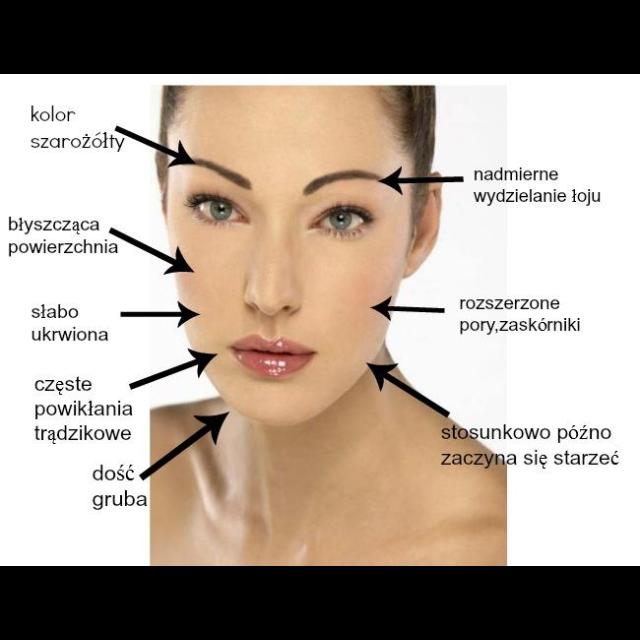 kolor
szarożółty
nadmierne
wydzielanie łoju
błyszcząca
powierzchnia
słabo
ukrwiona
rozszerzone
pory,zaskórniki
częste
powikłania
trądzikowe
stosunkowo późno
zaczyna się starzeć
dość
gruba